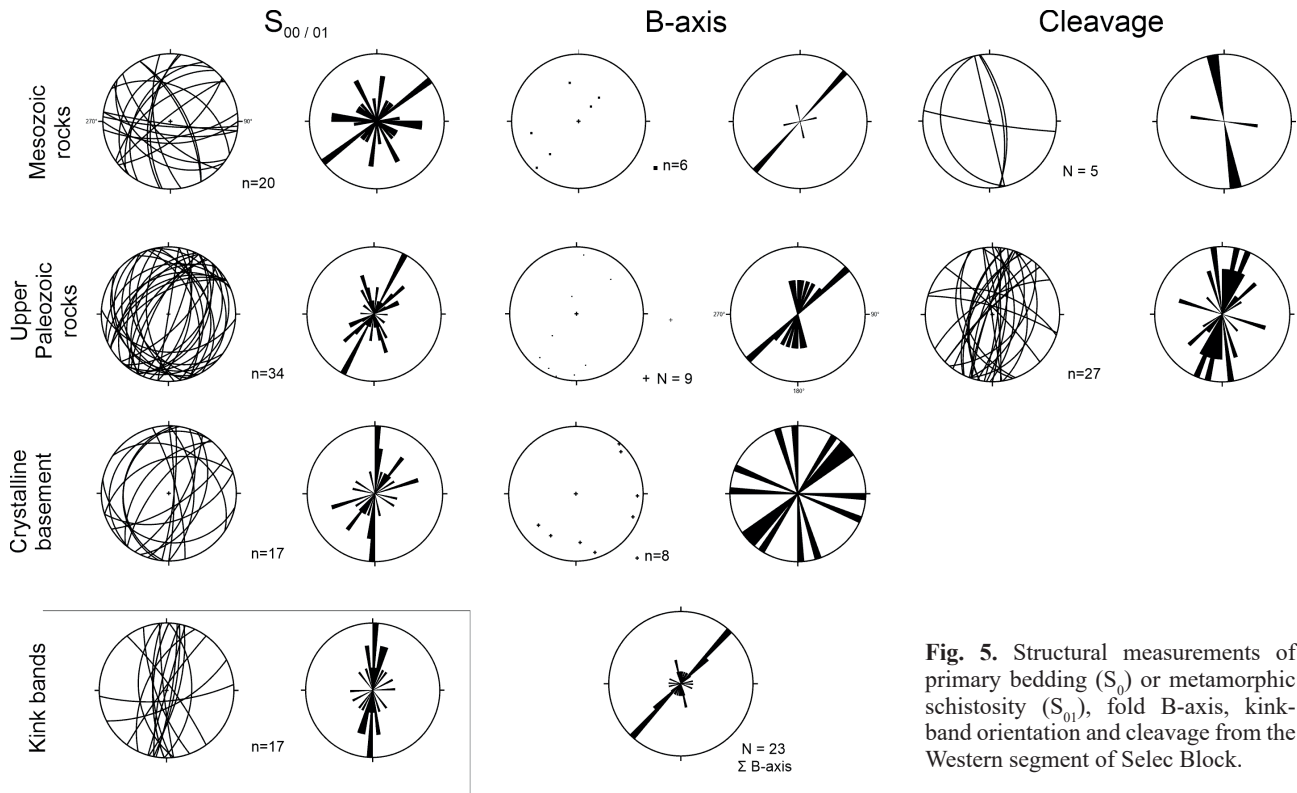 S00 / 01 B-axis Cleavage
Mesozoic rocks
270° 90°
n=20
n=6
N = 5
Upper Paleozoic rocks
n=34
+ N = 9
270° 90°
180°
n=27
Crystalline basement
n=17
n=8
Kink bands
n=17
N = 23
Σ B-axis
Fig. 5. Structural measurements of
primary bedding (S0) or metamorphic
schistosity (S01), fold B-axis, kink-
band orientation and cleavage from the
Western segment of Selec Block.